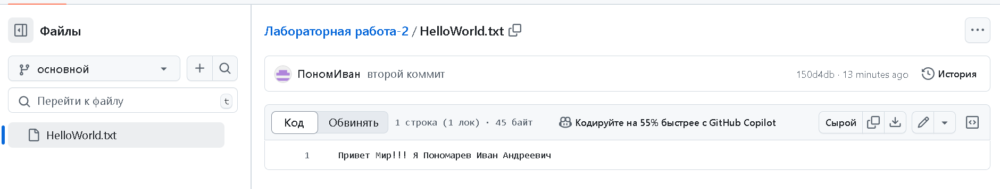 Файлы
основной
Перейти к файлу t
HelloWorld.txt
Лабораторная работа-2 / HelloWorld.txt
ПономИван второй коммит 150d4db · 13 minutes ago История
Код Обвинять 1 строка (1 лок) · 45 байт Кодируйте на 55% быстрее с GitHub Copilot Сырой
1 Привет Мир!!! Я Пономарев Иван Андреевич